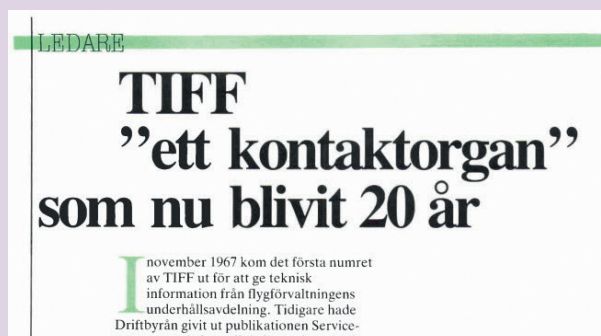 LEDARE
TIFF
”ett kontaktorgan”
som nu blivit 20 år
I november 1967 kom det första numret
av TIFF ut för att ge teknisk
information från flygförvaltningens
underhållsavdelning. Tidigare hade
Driftbyrån givit ut publikationen Service-